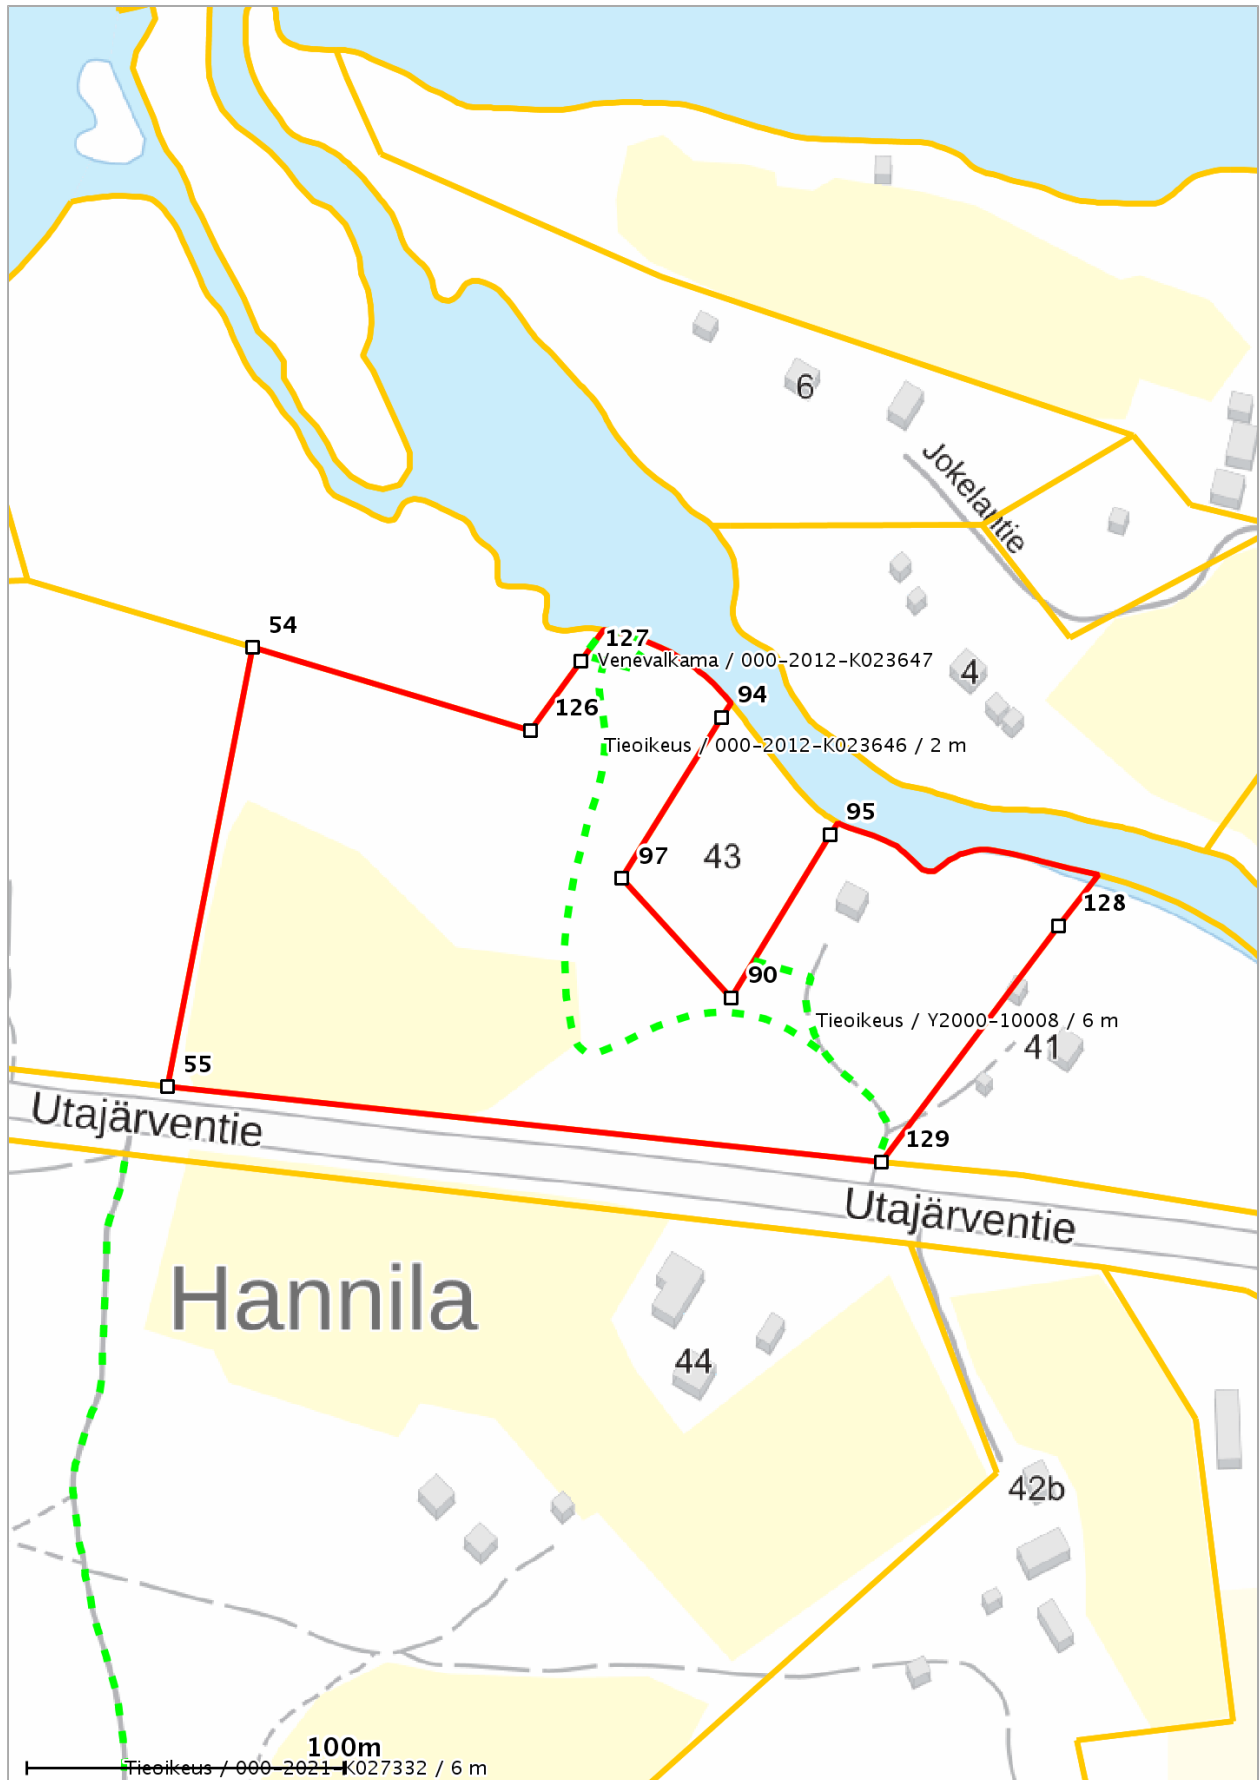 6
Jokelantie
54
127
Venevalkama / 000-2012-K023647
4
94
126
Tieoikeus / 000-2012-K023646 / 2 m
95
97
43
128
90
Tieoikeus / Y2000-10008 / 6 m
41
55
Utajärventie
129
Utajärventie
Hannila
44
42b
100m
Tieoikeus / 000-2021-K027332 / 6 m